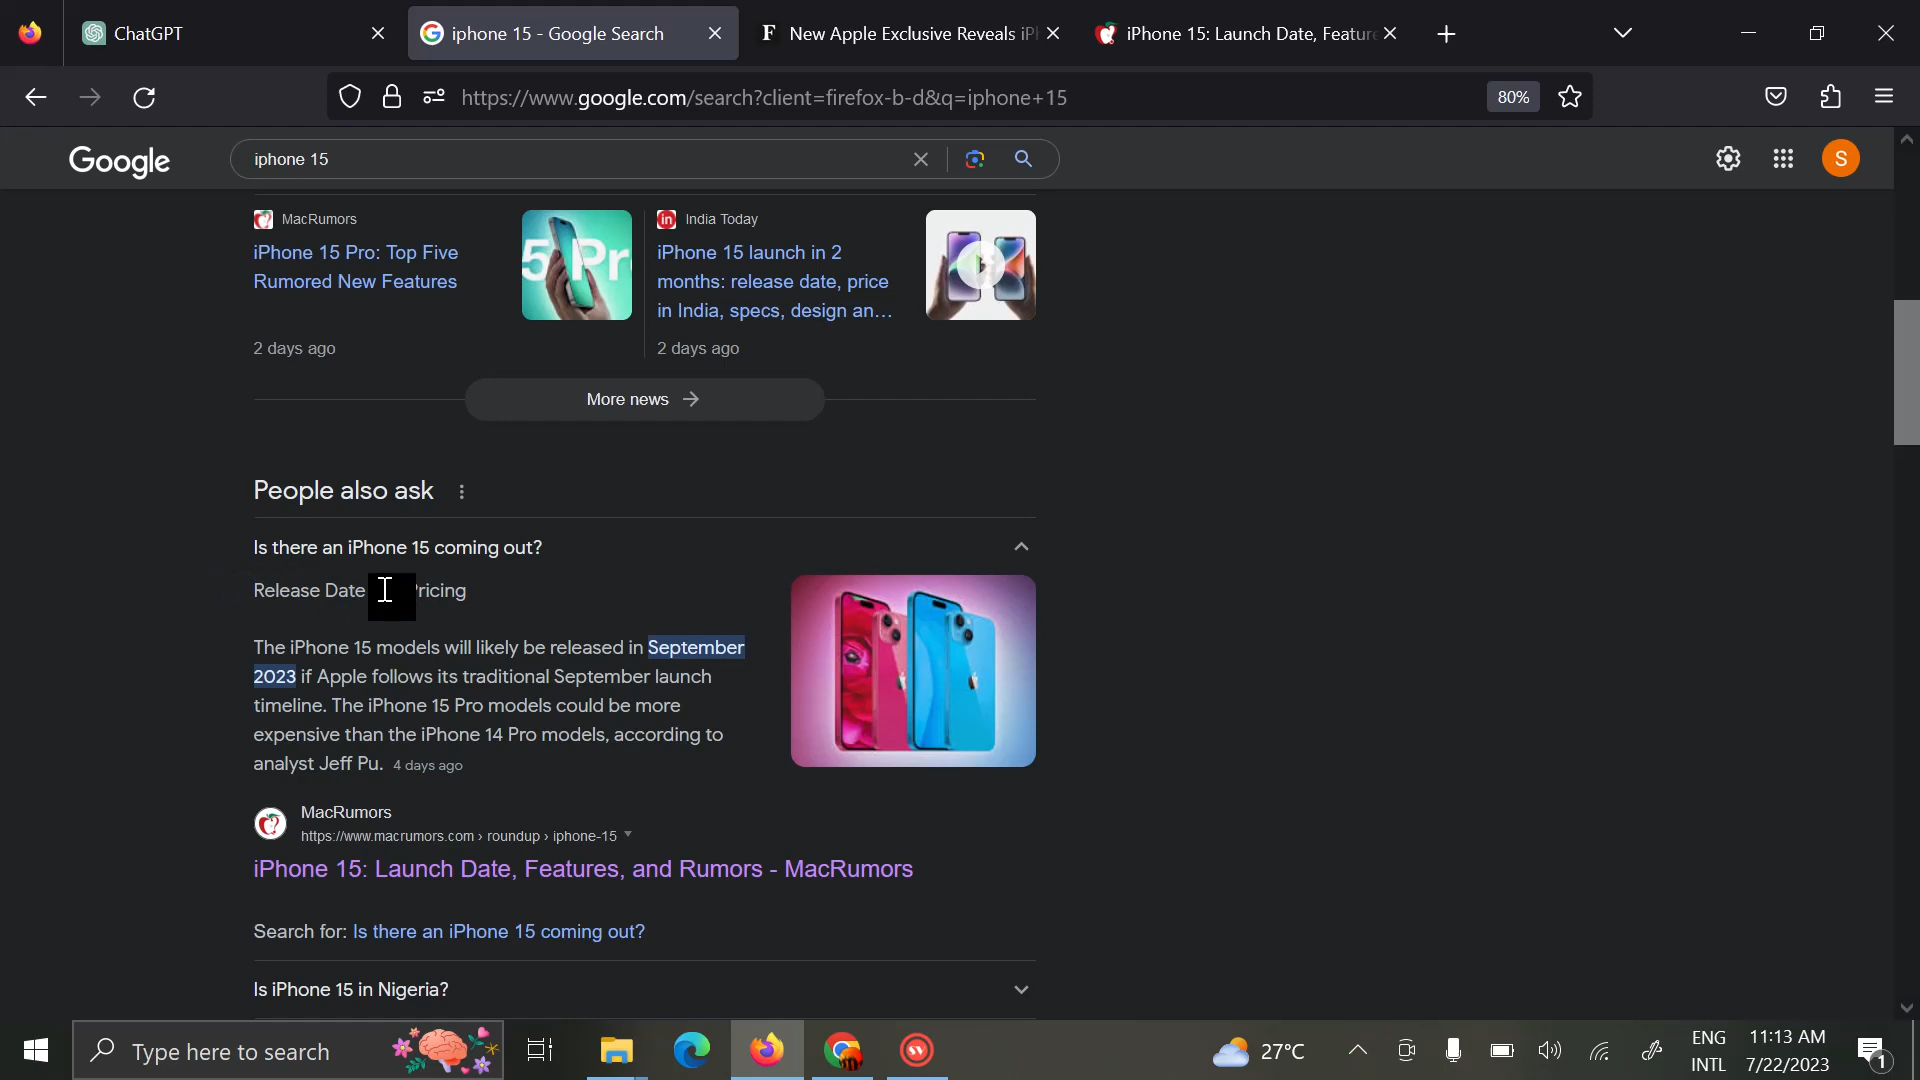 ChatGPT
iphone 15 - Google Search
F New Apple Exclusive Reveals iP
iPhone 15: Launch Date, Feature
https://www.google.com/search?client=firefox-b-d&q=iphone+15
80%
Google
iphone 15
S
MacRumors
iPhone 15 Pro: Top Five
Rumored New Features
2 days ago
5 Pr
in India Today
iPhone 15 launch in 2
months: release date, price
in India, specs, design an...
2 days ago
More news
People also ask
Is there an iPhone 15 coming out?
Release Date Pricing
The iPhone 15 models will likely be released in September
2023 if Apple follows its traditional September launch
timeline. The iPhone 15 Pro models could be more
expensive than the iPhone 14 Pro models, according to
analyst Jeff Pu. 4 days ago
MacRumors
https://www.macrumors.com › roundup › iphone-15
iPhone 15: Launch Date, Features, and Rumors - MacRumors
Search for: Is there an iPhone 15 coming out?
Is iPhone 15 in Nigeria?
Type here to search
27°C
ENG
INTL
11:13 AM
7/22/2023
1